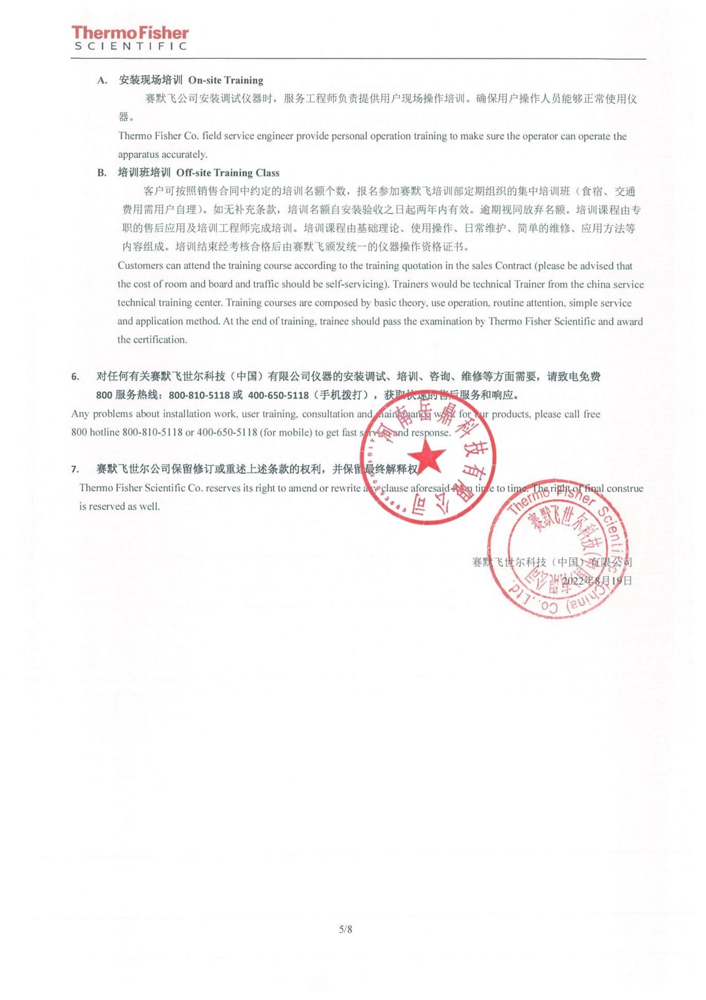 ThermoFisher
SCIENTIFIC
A. 安装现场培训 On-site Training
赛默飞公司安装调试仪器时，服务工程师负责提供用户现场操作培训。确保用户操作人员能够正常使用仪
器。
Thermo Fisher Co. field service engineer provide personal operation training to make sure the operator can operate the
apparatus accurately.
B. 培训班培训 Off-site Training Class
客户可按照销售合同中约定的培训名额个数，报名参加赛默飞培训部定期组织的集中培训班（食宿、交通
费用需用户自理）。如无补充条款，培训名额自安装验收之日起两年内有效。逾期视同放弃名额。培训课程由专
职的售后应用及培训工程师完成培训。培训课程由基础理论、使用操作、日常维护、简单的维修、应用方法等
内容组成。培训结束经考核合格后由赛默飞颁发统一的仪器操作资格证书。
Customers can attend the training course according to the training quotation in the sales Contract (please be advised that
the cost of room and board and traffic should be self-servicing). Trainers would be technical Trainer from the china service
technical training center. Training courses are composed by basic theory, use operation, routine attention, simple service
and application method. At the end of training, trainee should pass the examination by Thermo Fisher Scientific and award
the certification.
6. 对任何有关赛默飞世尔科技（中国）有限公司仪器的安装调试、培训、咨询、维修等方面需要，请致电免费
800 服务热线：800-810-5118 或 400-650-5118（手机拨打），获取快速的售后服务和响应。
Any problems about installation work, user training, consultation and maintenance work for our products, please call free
800 hotline 800-810-5118 or 400-650-5118 (for mobile) to get fast service and response.
7. 赛默飞世尔公司保留修订或重述上述条款的权利，并保留最终解释权
Thermo Fisher Scientific Co. reserves its right to amend or rewrite any clause aforesaid from time to time. The right of final construe
is reserved as well.
河南岳鼎科技有限公司
Thermo Fisher Scientific (China) Co.,Ltd.
赛默飞世尔科技(中国)有限公司
赛默飞世尔科技（中国）有限公司
2022年8月19日
5/8